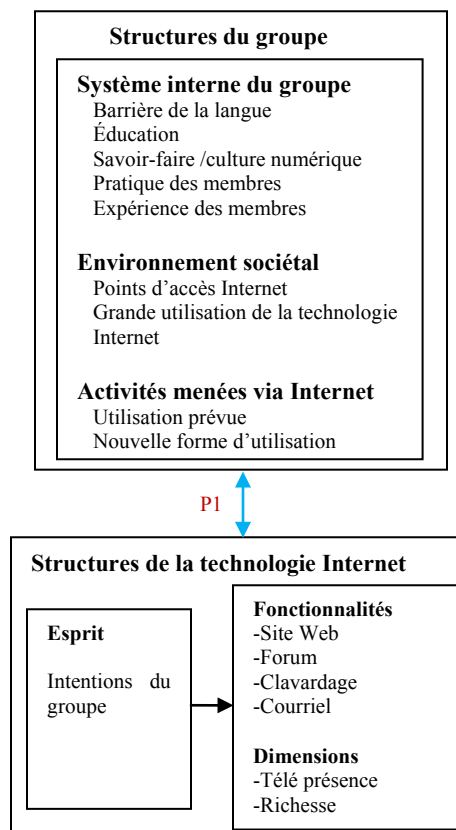 Structures du groupe
Système interne du groupe
Barrière de la langue
Éducation
Savoir-faire /culture numérique
Pratique des membres
Expérience des membres
Environnement sociétal
Points d'accès Internet
Grande utilisation de la technologie
Internet
Activités menées via Internet
Utilisation prévue
Nouvelle forme d'utilisation
P1
Structures de la technologie Internet
Esprit
Intentions du
groupe
Fonctionnalités
-Site Web
-Forum
-Clavardage
-Courriel
Dimensions
-Télé présence
-Richesse